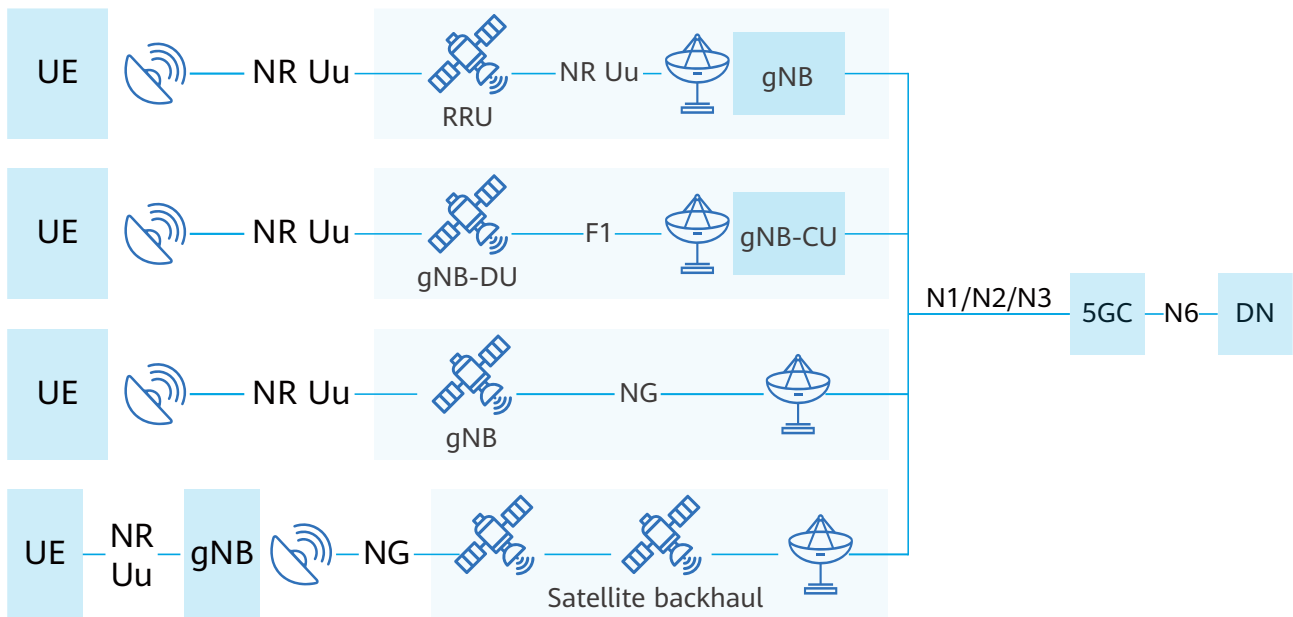 UE NR Uu RRU NR Uu gNB
UE NR Uu gNB-DU F1 gNB-CU
N1/N2/N3 5GC N6 DN
UE NR Uu gNB NG
UE NR Uu gNB NG
Satellite backhaul